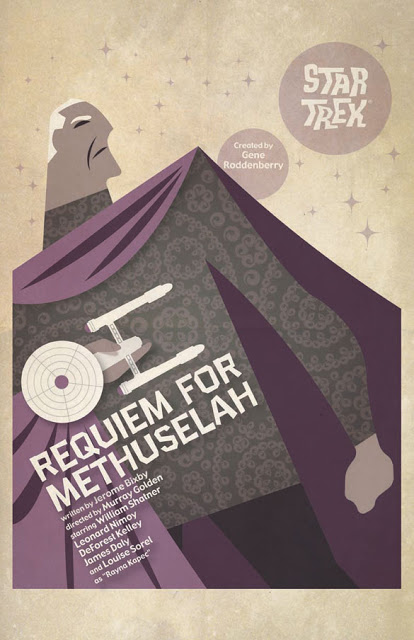 STAR
TREK
Created by
Gene
Roddenberry
REQUIEM FOR
METHUSELAH
written by Jerome Bixby
directed by Murray Golden
starring William Shatner
Leonard Nimoy
DeForest Kelley
James Daly
and Louise Sorel
as "Rayna Kapec"